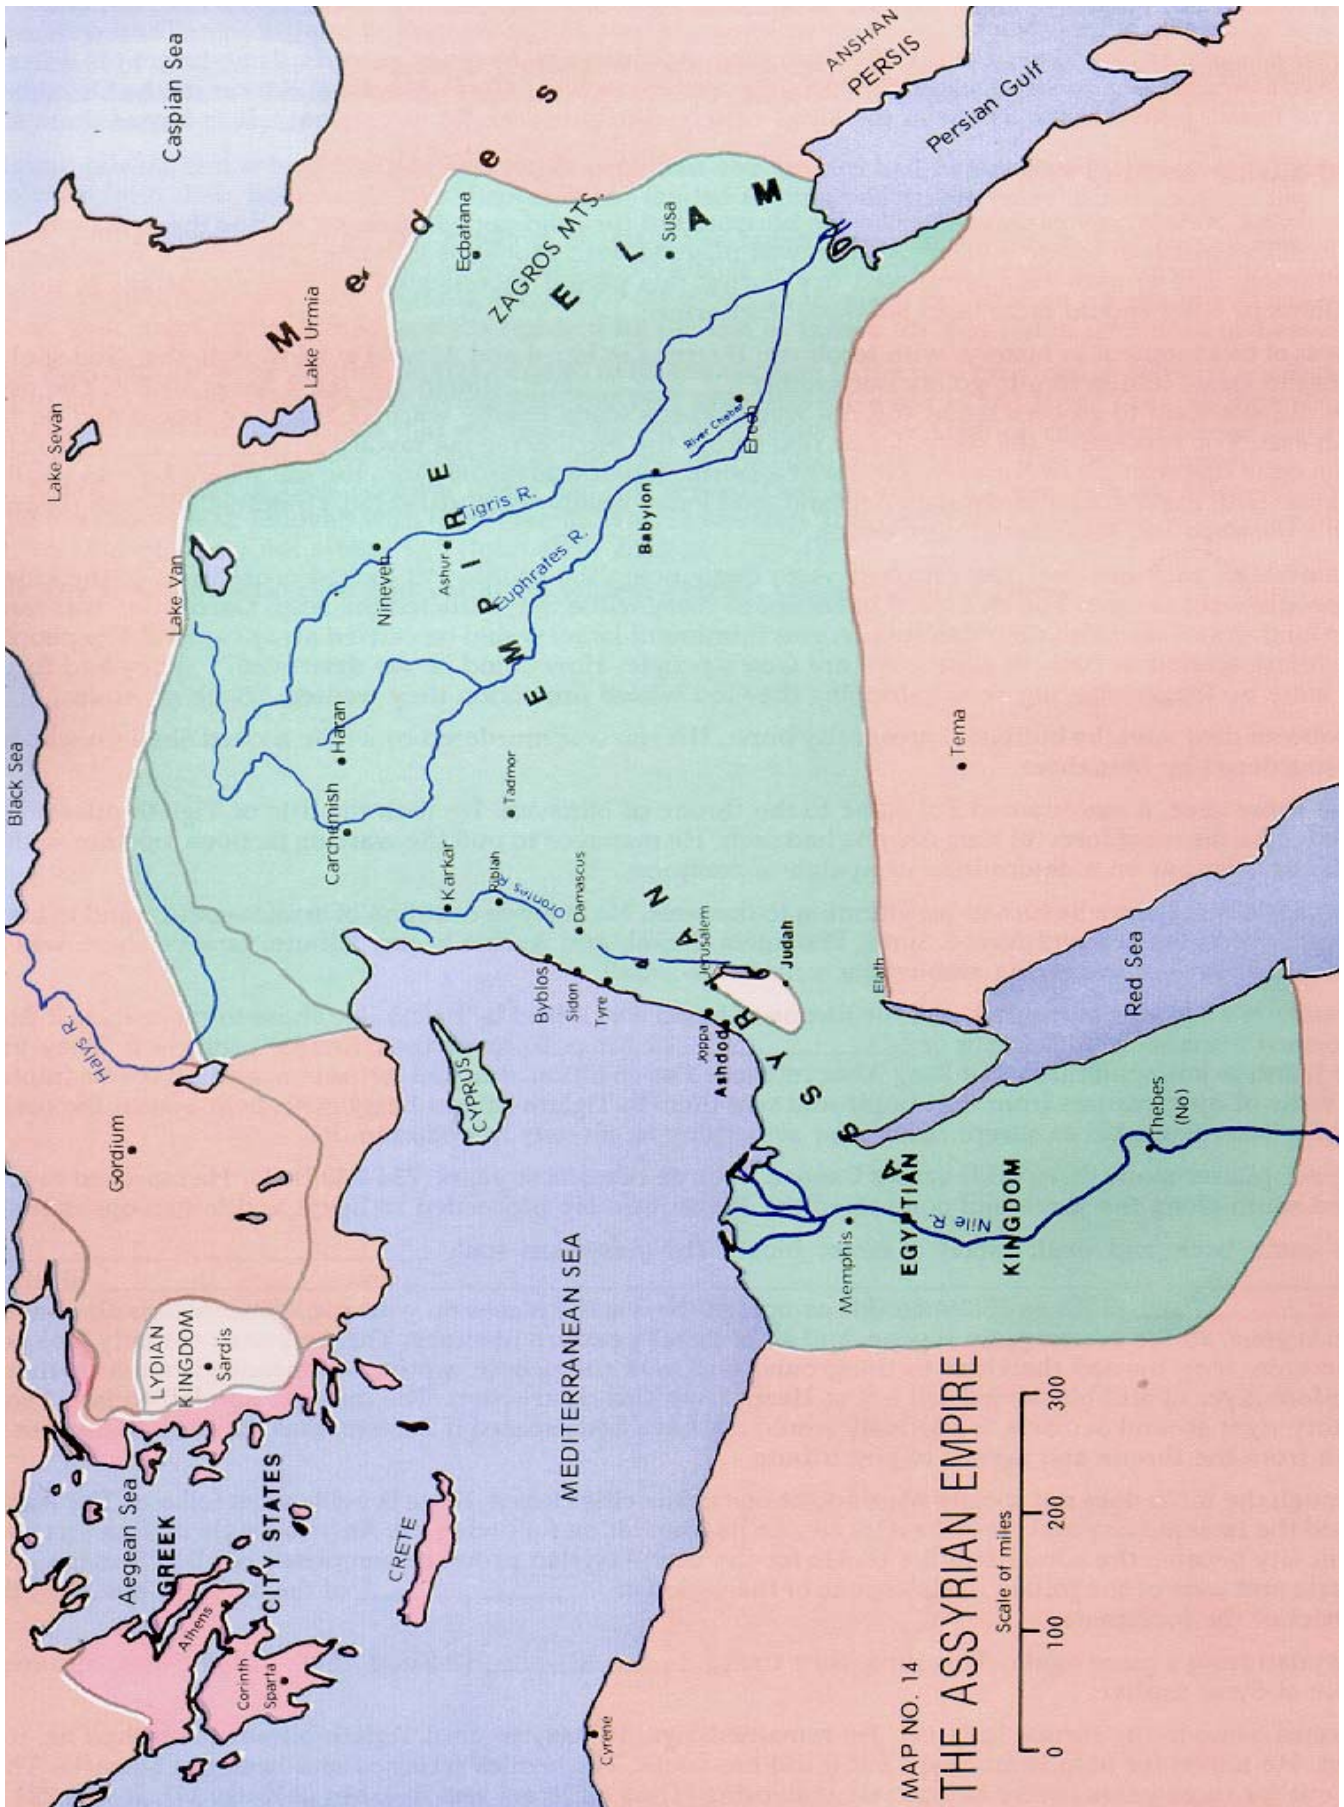 Black Sea
Caspian Sea
Lake Sevan
Lake Van
Lake Urmia
Halys R.
Gordium
Aegean Sea
GREEK
CITY STATES
Athens
Corinth
Sparta
LYDIAN
KINGDOM
Sardis
CRETE
CYPRUS
MEDITERRANEAN SEA
Cyrene
Medes
Carchemish
Haran
Nineveh
Ashur
Ecbatana
ZAGROS MTS.
ELAM
Susa
Tigris R.
Euphrates R.
River Chebar
Babylon
Erech
Tadmor
Karkar
Riblah
Orontes R.
Damascus
Byblos
Sidon
Tyre
Joppa
Jerusalem
Ashdod
Judah
ASSYRIAN EMPIRE
Elath
Tema
ANSHAN
PERSIS
Persian Gulf
Red Sea
Memphis
EGYPTIAN
KINGDOM
Nile R.
Thebes
(No)
MAP NO. 14
THE ASSYRIAN EMPIRE
Scale of miles
0 100 200 300